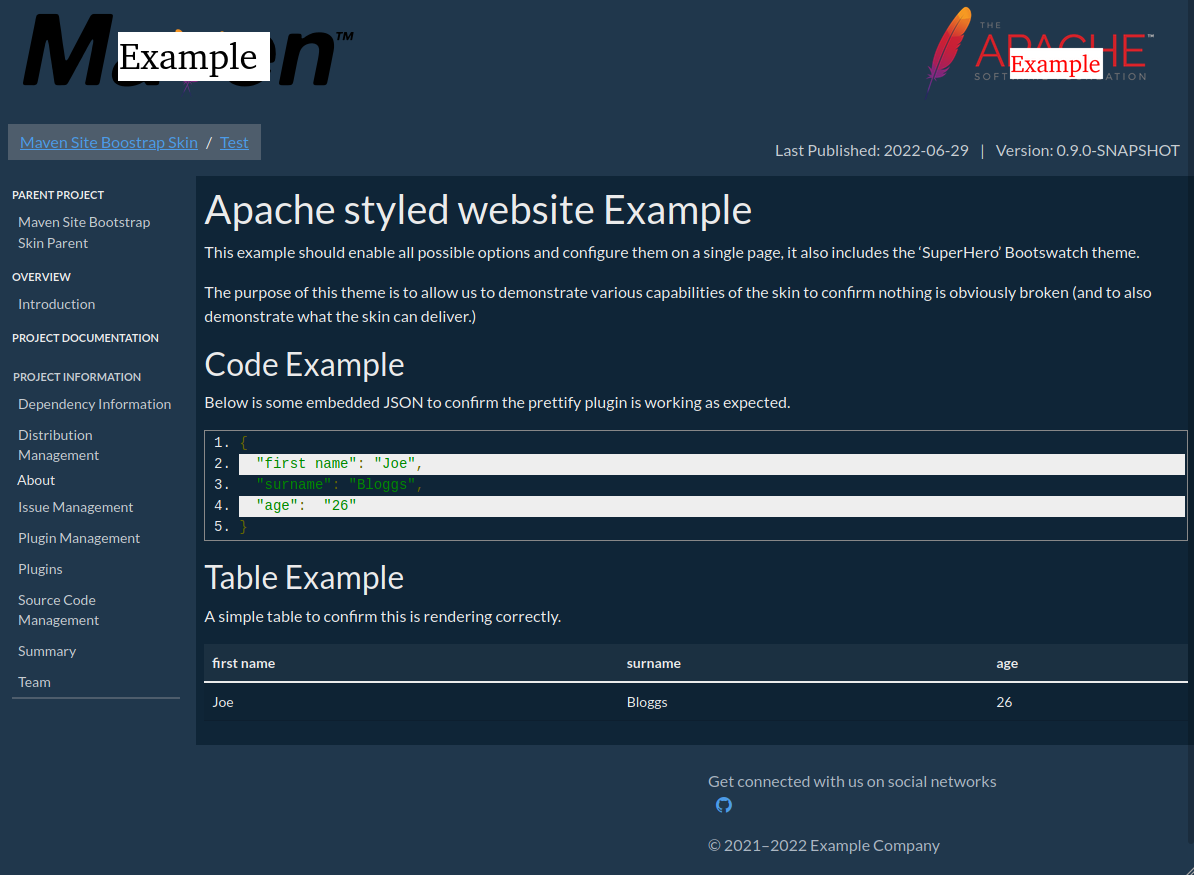 Maven™
Example
THE
APACHE™
Example
SOFTWARE FOUNDATION
Maven Site Boostrap Skin / Test
Last Published: 2022-06-29 | Version: 0.9.0-SNAPSHOT
PARENT PROJECT
Maven Site Bootstrap
Skin Parent
OVERVIEW
Introduction
PROJECT DOCUMENTATION
PROJECT INFORMATION
Dependency Information
Distribution
Management
About
Issue Management
Plugin Management
Plugins
Source Code
Management
Summary
Team
Apache styled website Example
This example should enable all possible options and configure them on a single page, it also includes the ‘SuperHero’ Bootswatch theme.
The purpose of this theme is to allow us to demonstrate various capabilities of the skin to confirm nothing is obviously broken (and to also
demonstrate what the skin can deliver.)
Code Example
Below is some embedded JSON to confirm the prettify plugin is working as expected.
1. {
2.   "first name": "Joe",
3.   "surname": "Bloggs",
4.   "age":  "26"
5. }
Table Example
A simple table to confirm this is rendering correctly.
first name surname age
Joe Bloggs 26
Get connected with us on social networks
© 2021–2022 Example Company